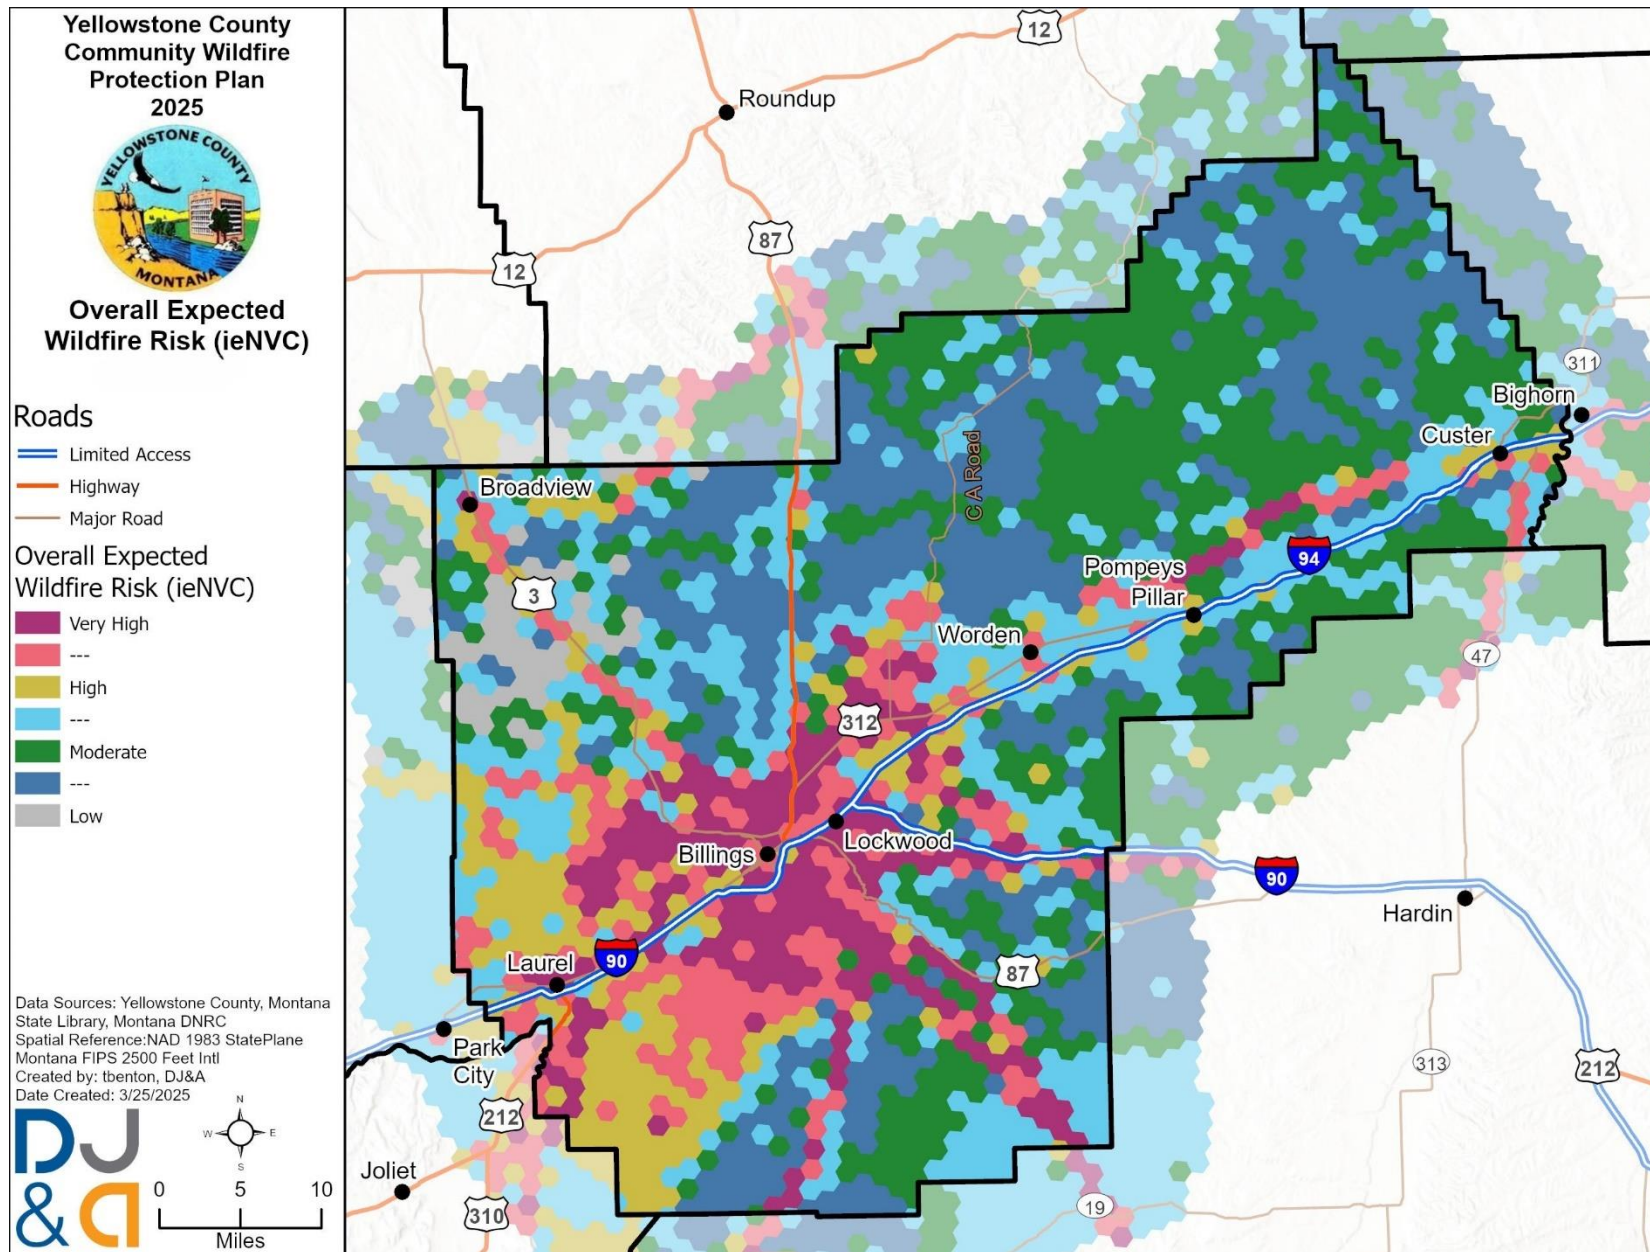 Yellowstone County
Community Wildfire
Protection Plan
2025
YELLOWSTONE COUNTY
MONTANA
Overall Expected
Wildfire Risk (ieNVC)
Roads
Limited Access
Highway
Major Road
Overall Expected
Wildfire Risk (ieNVC)
Very High
---
High
---
Moderate
---
Low
Data Sources: Yellowstone County, Montana
State Library, Montana DNRC
Spatial Reference:NAD 1983 StatePlane
Montana FIPS 2500 Feet Intl
Created by: tbenton, DJ&A
Date Created: 3/25/2025
DJ
&a
N
W
E
S
0 5 10
Miles
12
Roundup
87
12
311
Bighorn
Custer
Broadview
C A Road
94
3
Pompeys
Pillar
Worden
47
312
Lockwood
Billings
90
Hardin
Laurel
90
87
Park
City
313
212
212
Joliet
310
19